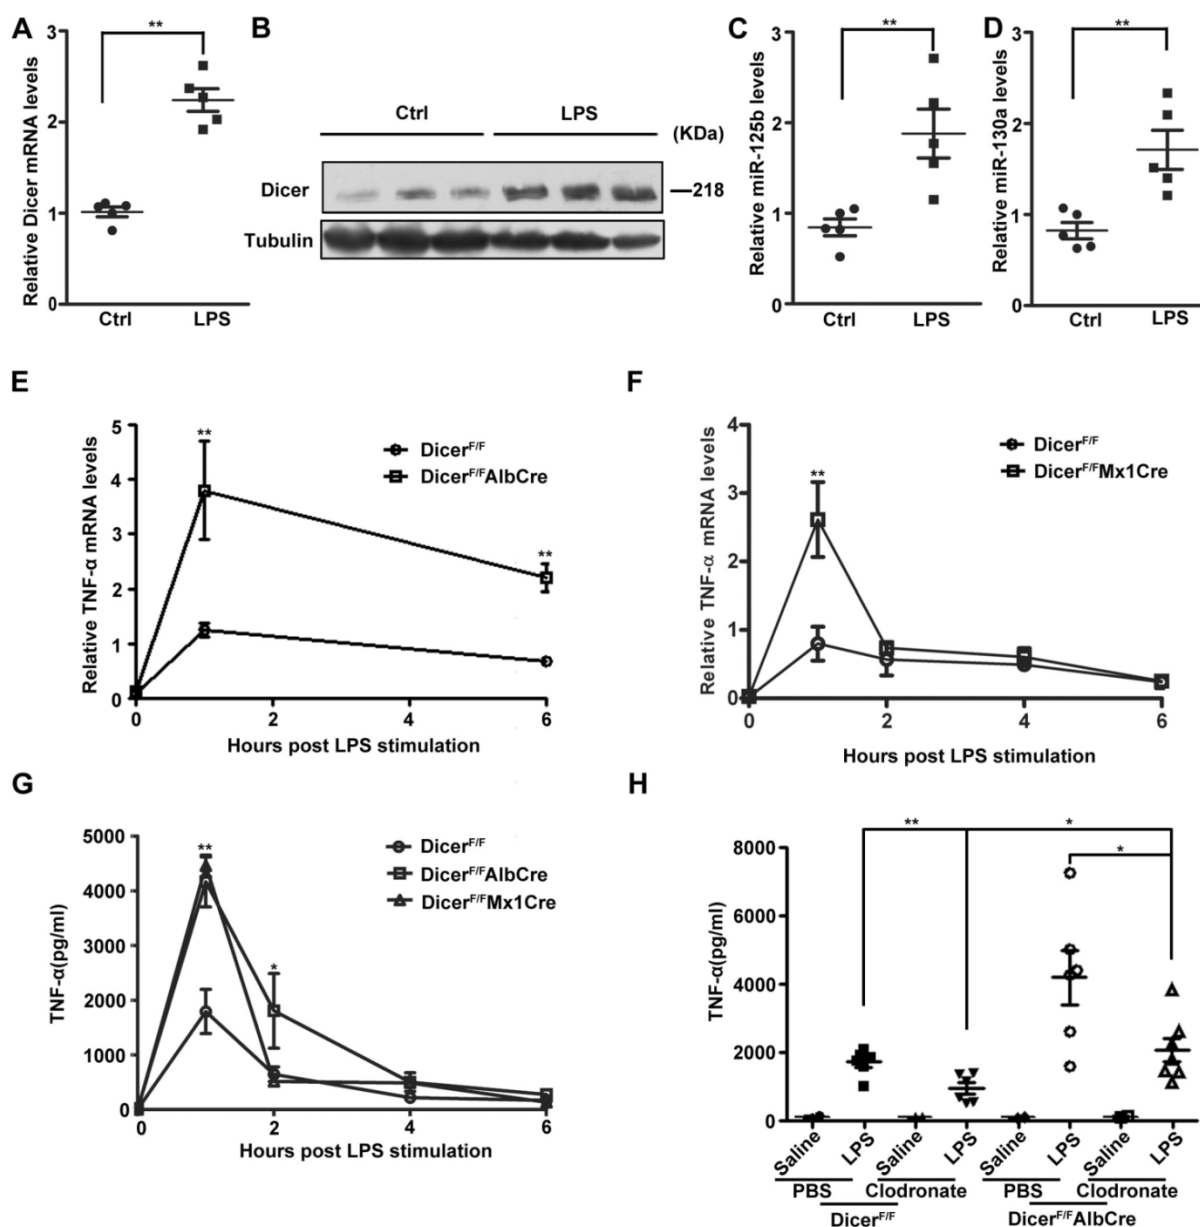 A
**
Relative Dicer mRNA levels
3
2
1
0
Ctrl LPS
B
Ctrl LPS (KDa)
Dicer —218
Tubulin
C
**
Relative miR-125b levels
3
2
1
0
Ctrl LPS
D
**
Relative miR-130a levels
3
2
1
0
Ctrl LPS
E
Relative TNF-α mRNA levels
5
4
3
2
1
0
** **
Dicer^F/F
Dicer^F/F AlbCre
0 2 4 6
Hours post LPS stimulation
F
Relative TNF-α mRNA levels
4
3
2
1
0
**
Dicer^F/F
Dicer^F/F Mx1Cre
0 2 4 6
Hours post LPS stimulation
G
TNF-α(pg/ml)
5000
4000
3000
2000
1000
0
** *
Dicer^F/F
Dicer^F/F AlbCre
Dicer^F/F Mx1Cre
0 2 4 6
Hours post LPS stimulation
H
TNF-α(pg/ml)
8000
6000
4000
2000
0
** *
*
Saline LPS Saline LPS Saline LPS Saline LPS
PBS Clodronate PBS Clodronate
Dicer^F/F Dicer^F/F AlbCre